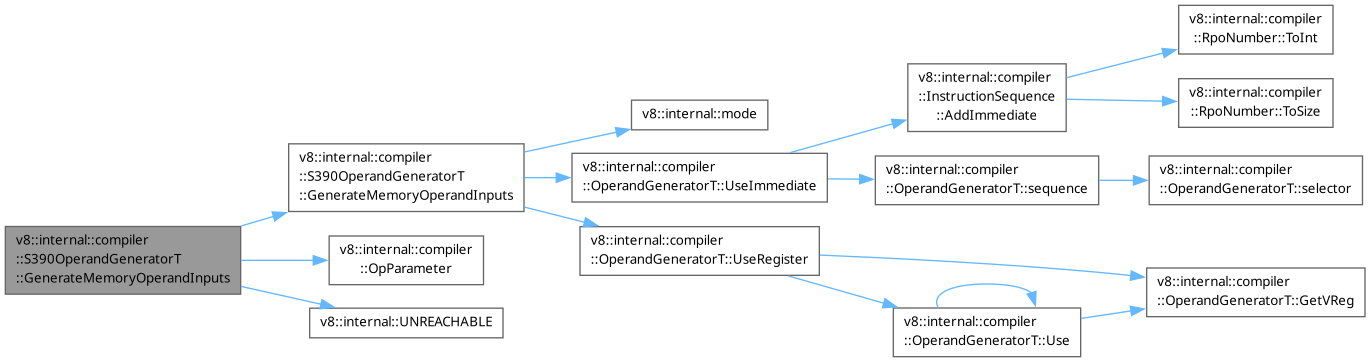 v8::internal::compiler
::S390OperandGeneratorT
::GenerateMemoryOperandInputs
v8::internal::compiler
::S390OperandGeneratorT
::GenerateMemoryOperandInputs
v8::internal::compiler
::OpParameter
v8::internal::UNREACHABLE
v8::internal::mode
v8::internal::compiler
::OperandGeneratorT::UseImmediate
v8::internal::compiler
::OperandGeneratorT::UseRegister
v8::internal::compiler
::InstructionSequence
::AddImmediate
v8::internal::compiler
::OperandGeneratorT::sequence
v8::internal::compiler
::OperandGeneratorT::Use
v8::internal::compiler
::RpoNumber::ToInt
v8::internal::compiler
::RpoNumber::ToSize
v8::internal::compiler
::OperandGeneratorT::selector
v8::internal::compiler
::OperandGeneratorT::GetVReg